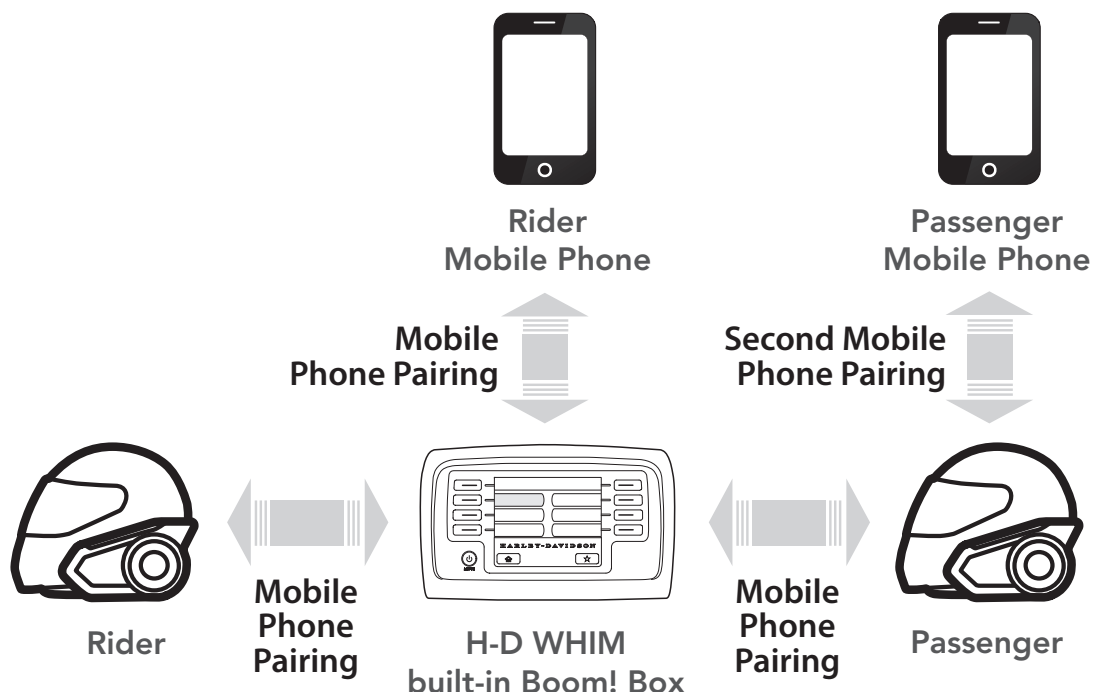 Rider
Mobile Phone
Passenger
Mobile Phone
Mobile
Phone Pairing
Second Mobile
Phone Pairing
HARLEY-DAVIDSON
Mobile
Phone
Pairing
Mobile
Phone
Pairing
Rider
H-D WHIM
built-in Boom! Box
Passenger